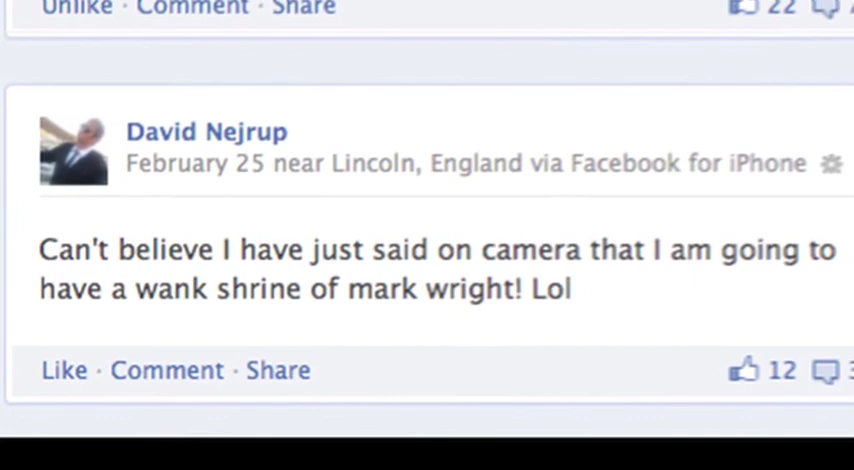 Unlike · Comment · Share 22
David Nejrup
February 25 near Lincoln, England via Facebook for iPhone
Can't believe I have just said on camera that I am going to
have a wank shrine of mark wright! Lol
Like · Comment · Share 12